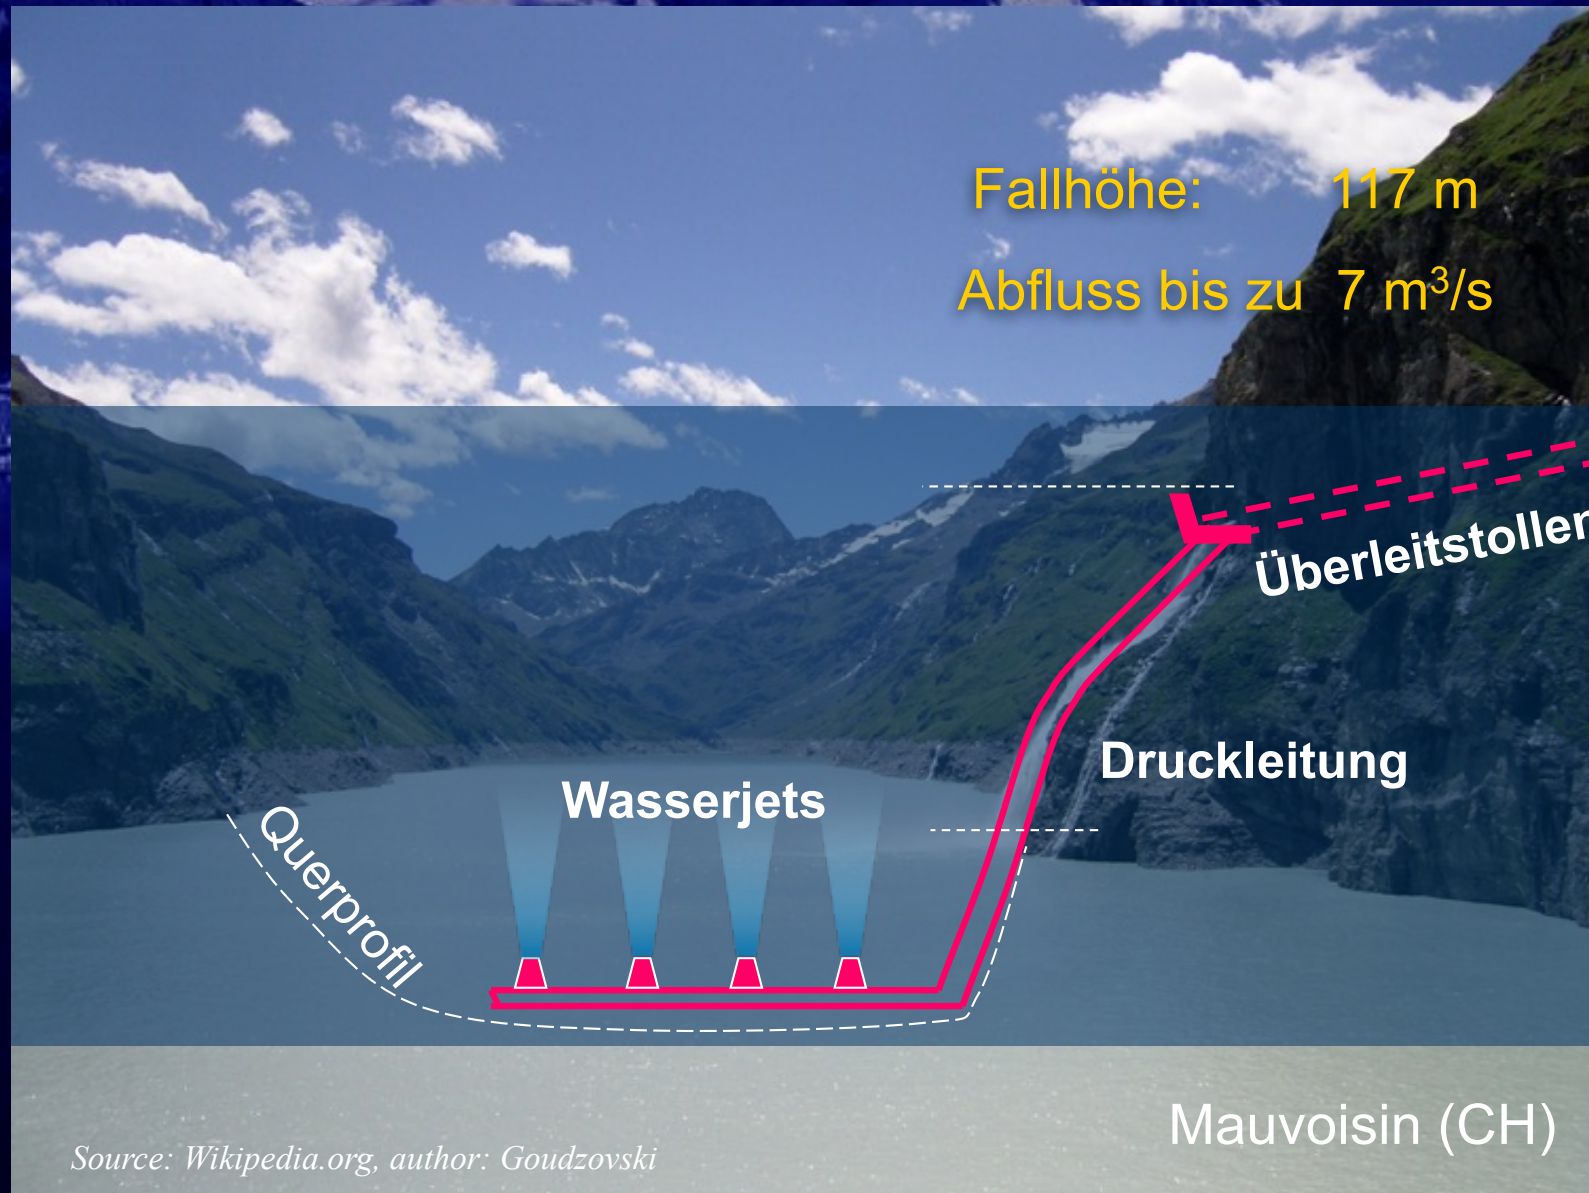 Fallhöhe: 117 m
Abfluss bis zu 7 m³/s
Überleitstollen
Druckleitung
Wasserjets
Querprofil
Mauvoisin (CH)
Source: Wikipedia.org, author: Goudzovski